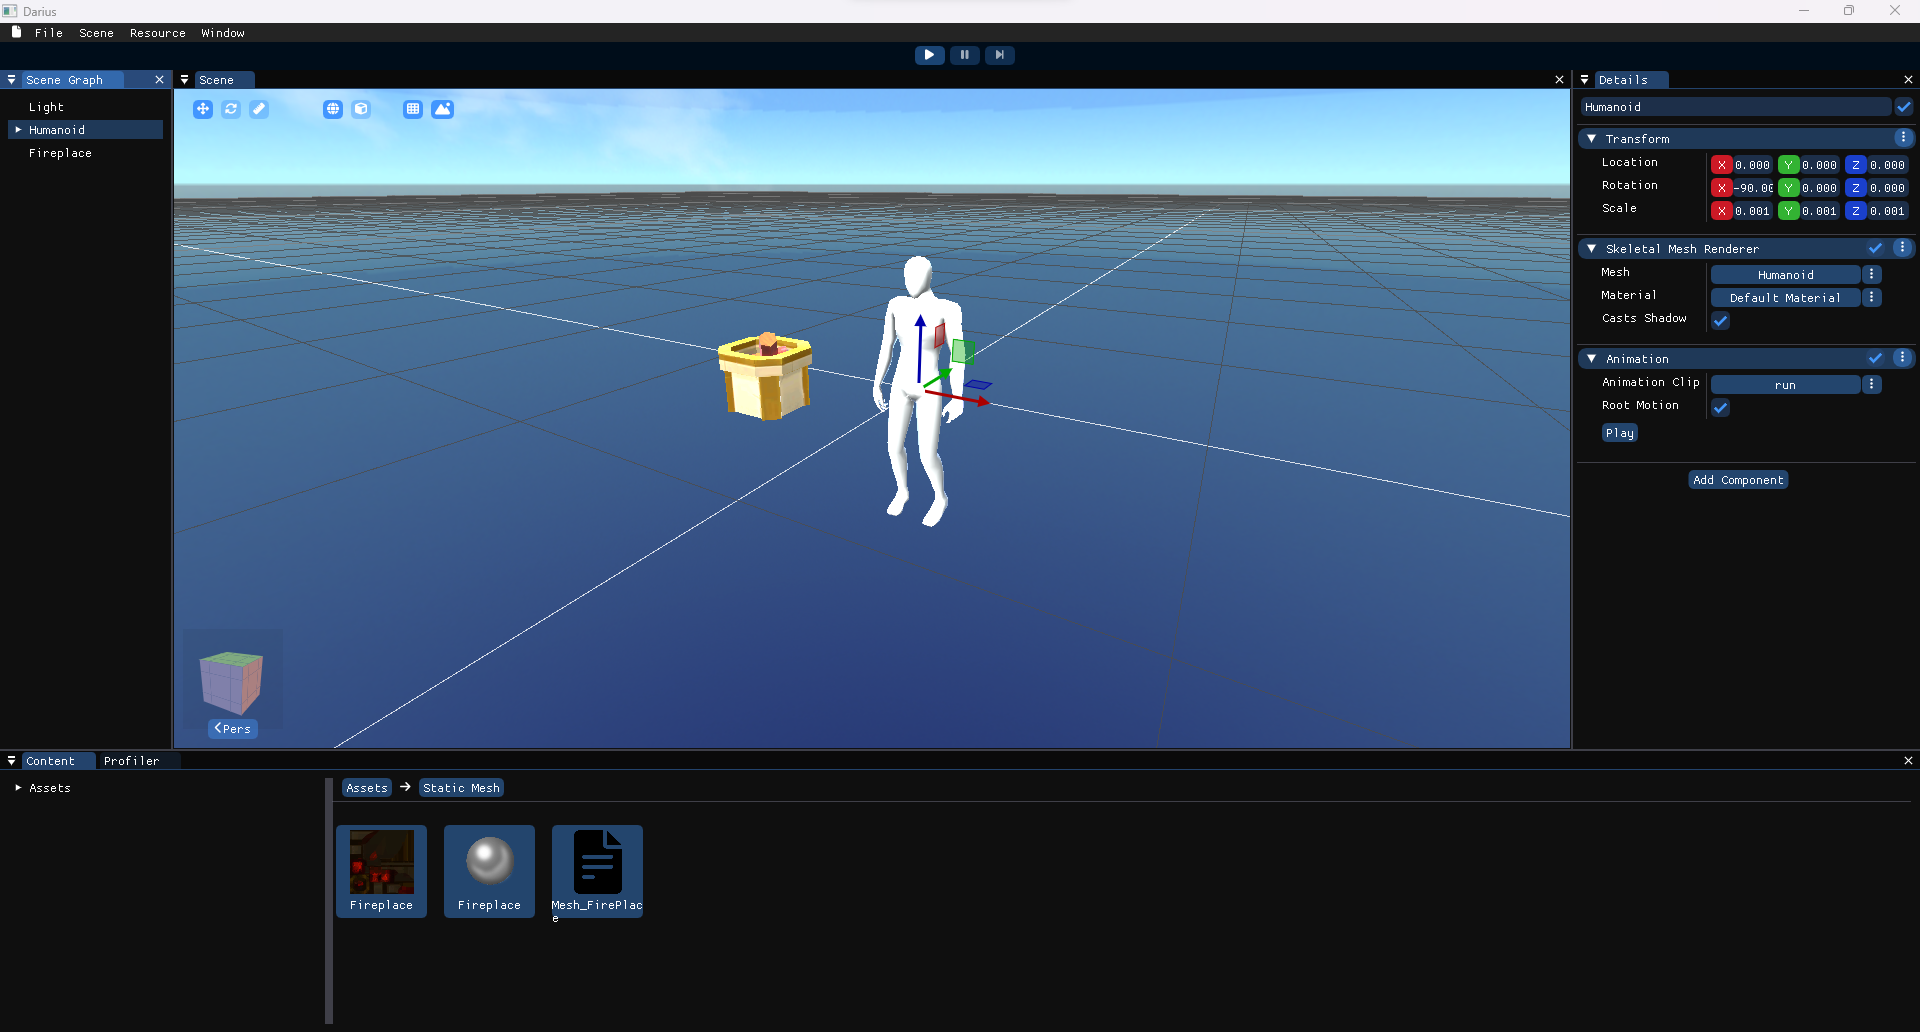 Darius
File Scene Resource Window
Scene Graph
Light
Humanoid
Fireplace
Scene
Pers
Details
Humanoid
Transform
Location X 0.000 Y 0.000 Z 0.000
Rotation X -90.00 Y 0.000 Z 0.000
Scale X 0.001 Y 0.001 Z 0.001
Skeletal Mesh Renderer
Mesh Humanoid
Material Default Material
Casts Shadow
Animation
Animation Clip run
Root Motion
Play
Add Component
Content Profiler
Assets
Assets Static Mesh
Fireplace Fireplace Mesh_FirePlac
e